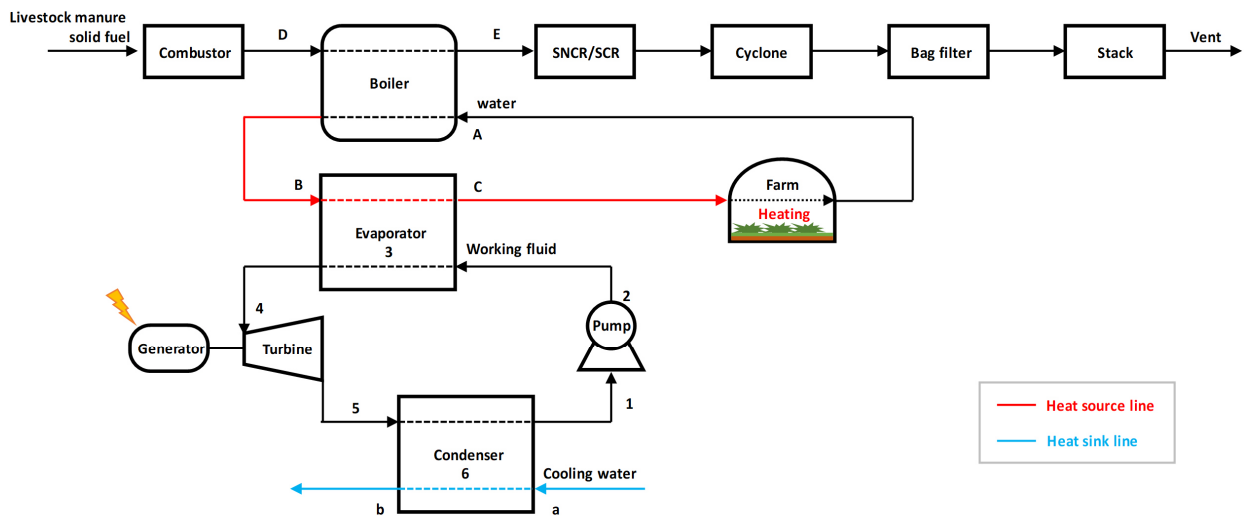 Livestock manure
solid fuel
Combustor
D
Boiler
E
SNCR/SCR
Cyclone
Bag filter
Stack
Vent
water
A
B
C
Farm
Heating
Evaporator
3
Working fluid
4
2
Pump
Generator
Turbine
5
1
Condenser
6
Cooling water
b
a
Heat source line
Heat sink line